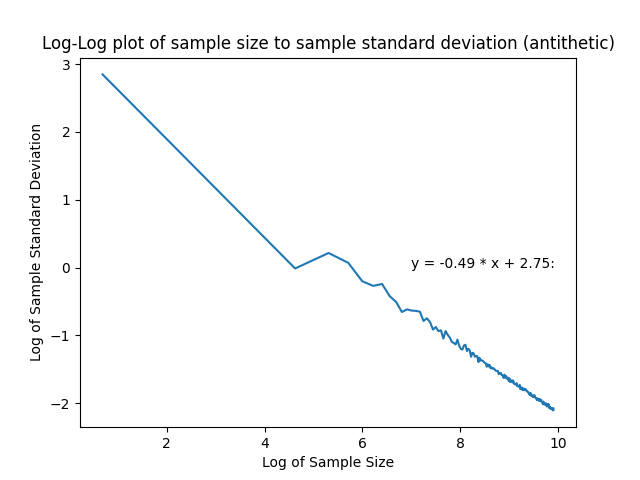 Log-Log plot of sample size to sample standard deviation (antithetic)
3
2
1
0
−1
−2
Log of Sample Standard Deviation
y = -0.49 * x + 2.75:
2 4 6 8 10
Log of Sample Size